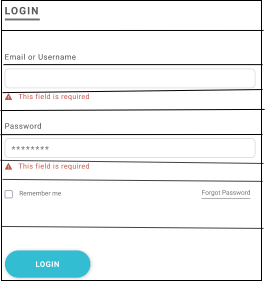 LOGIN
Email or Username
This field is required
Password
********
This field is required
Remember me
Forgot Password
LOGIN